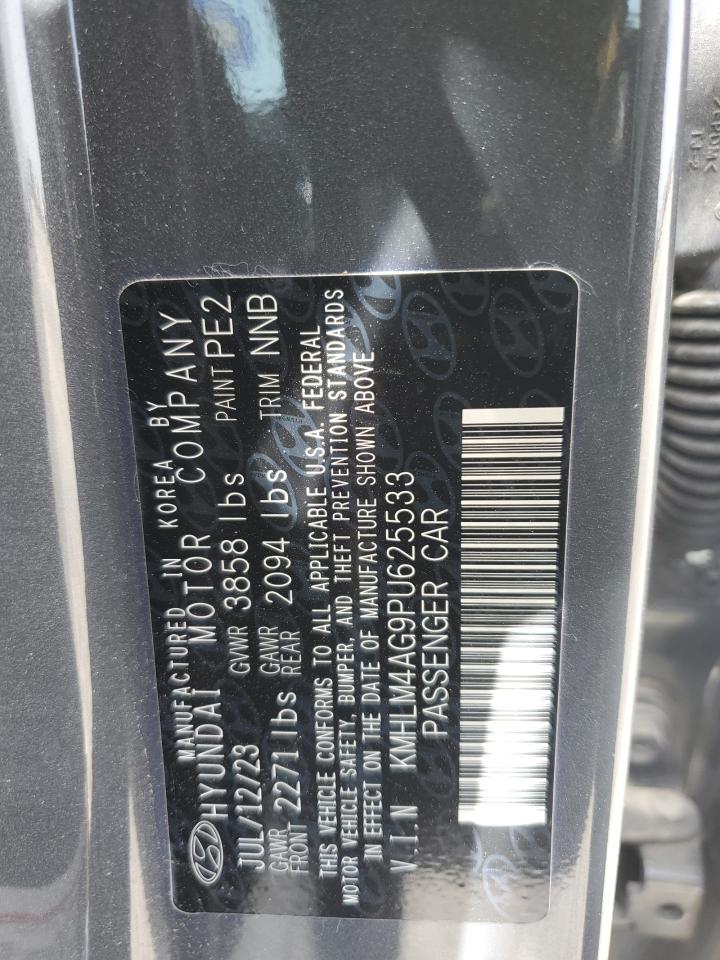 MANUFACTURED IN KOREA BY
HYUNDAI MOTOR COMPANY
JUL/12/23 GVWR 3858 lbs PAINT PE2
GAWR FRONT 2271 lbs GAWR REAR 2094 lbs TRIM NNB
THIS VEHICLE CONFORMS TO ALL APPLICABLE U.S.A. FEDERAL
MOTOR VEHICLE SAFETY, BUMPER, AND THEFT PREVENTION STANDARDS
IN EFFECT ON THE DATE OF MANUFACTURE SHOWN ABOVE
V.I.N KMHLM4AG9PU625533
PASSENGER CAR